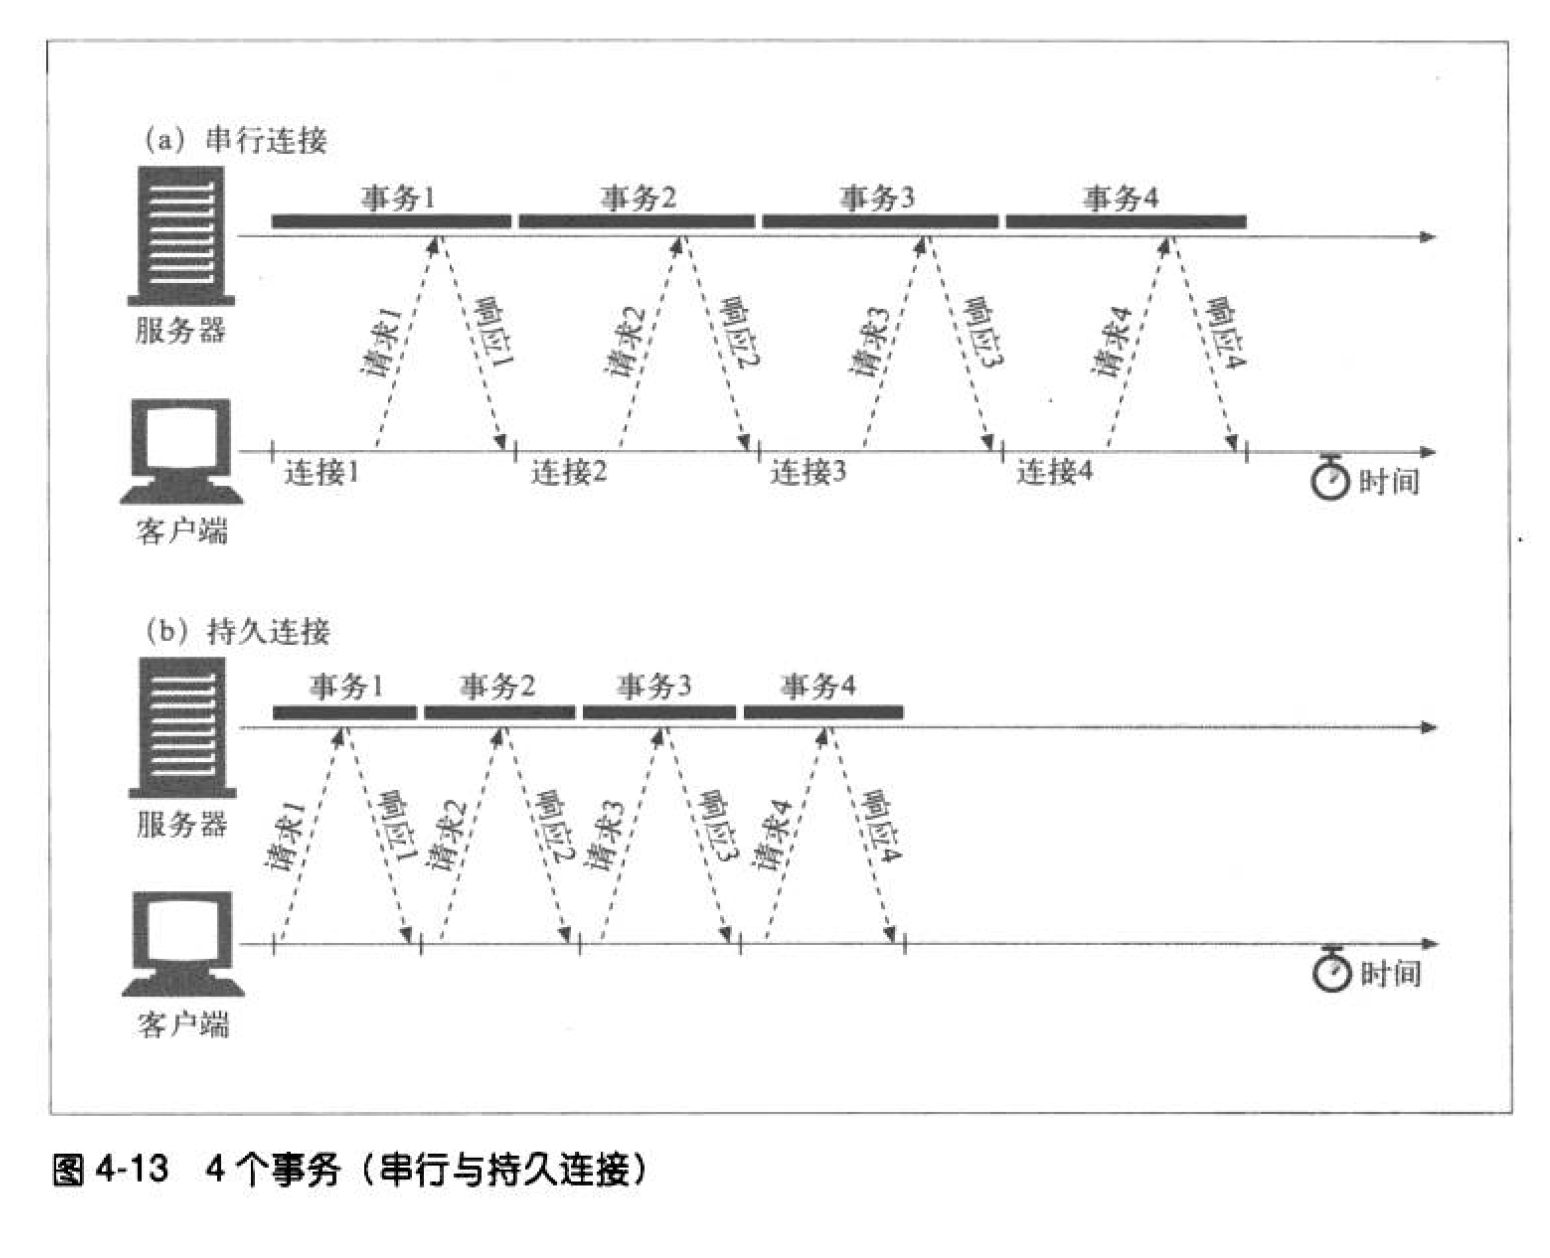 (a) 串行连接
事务1 事务2 事务3 事务4
请求1 响应1 请求2 响应2 请求3 响应3 请求4 响应4
服务器
连接1 连接2 连接3 连接4
时间
客户端
(b) 持久连接
事务1 事务2 事务3 事务4
请求1 响应1 请求2 响应2 请求3 响应3 请求4 响应4
服务器
时间
客户端
图 4-13 4 个事务（串行与持久连接）